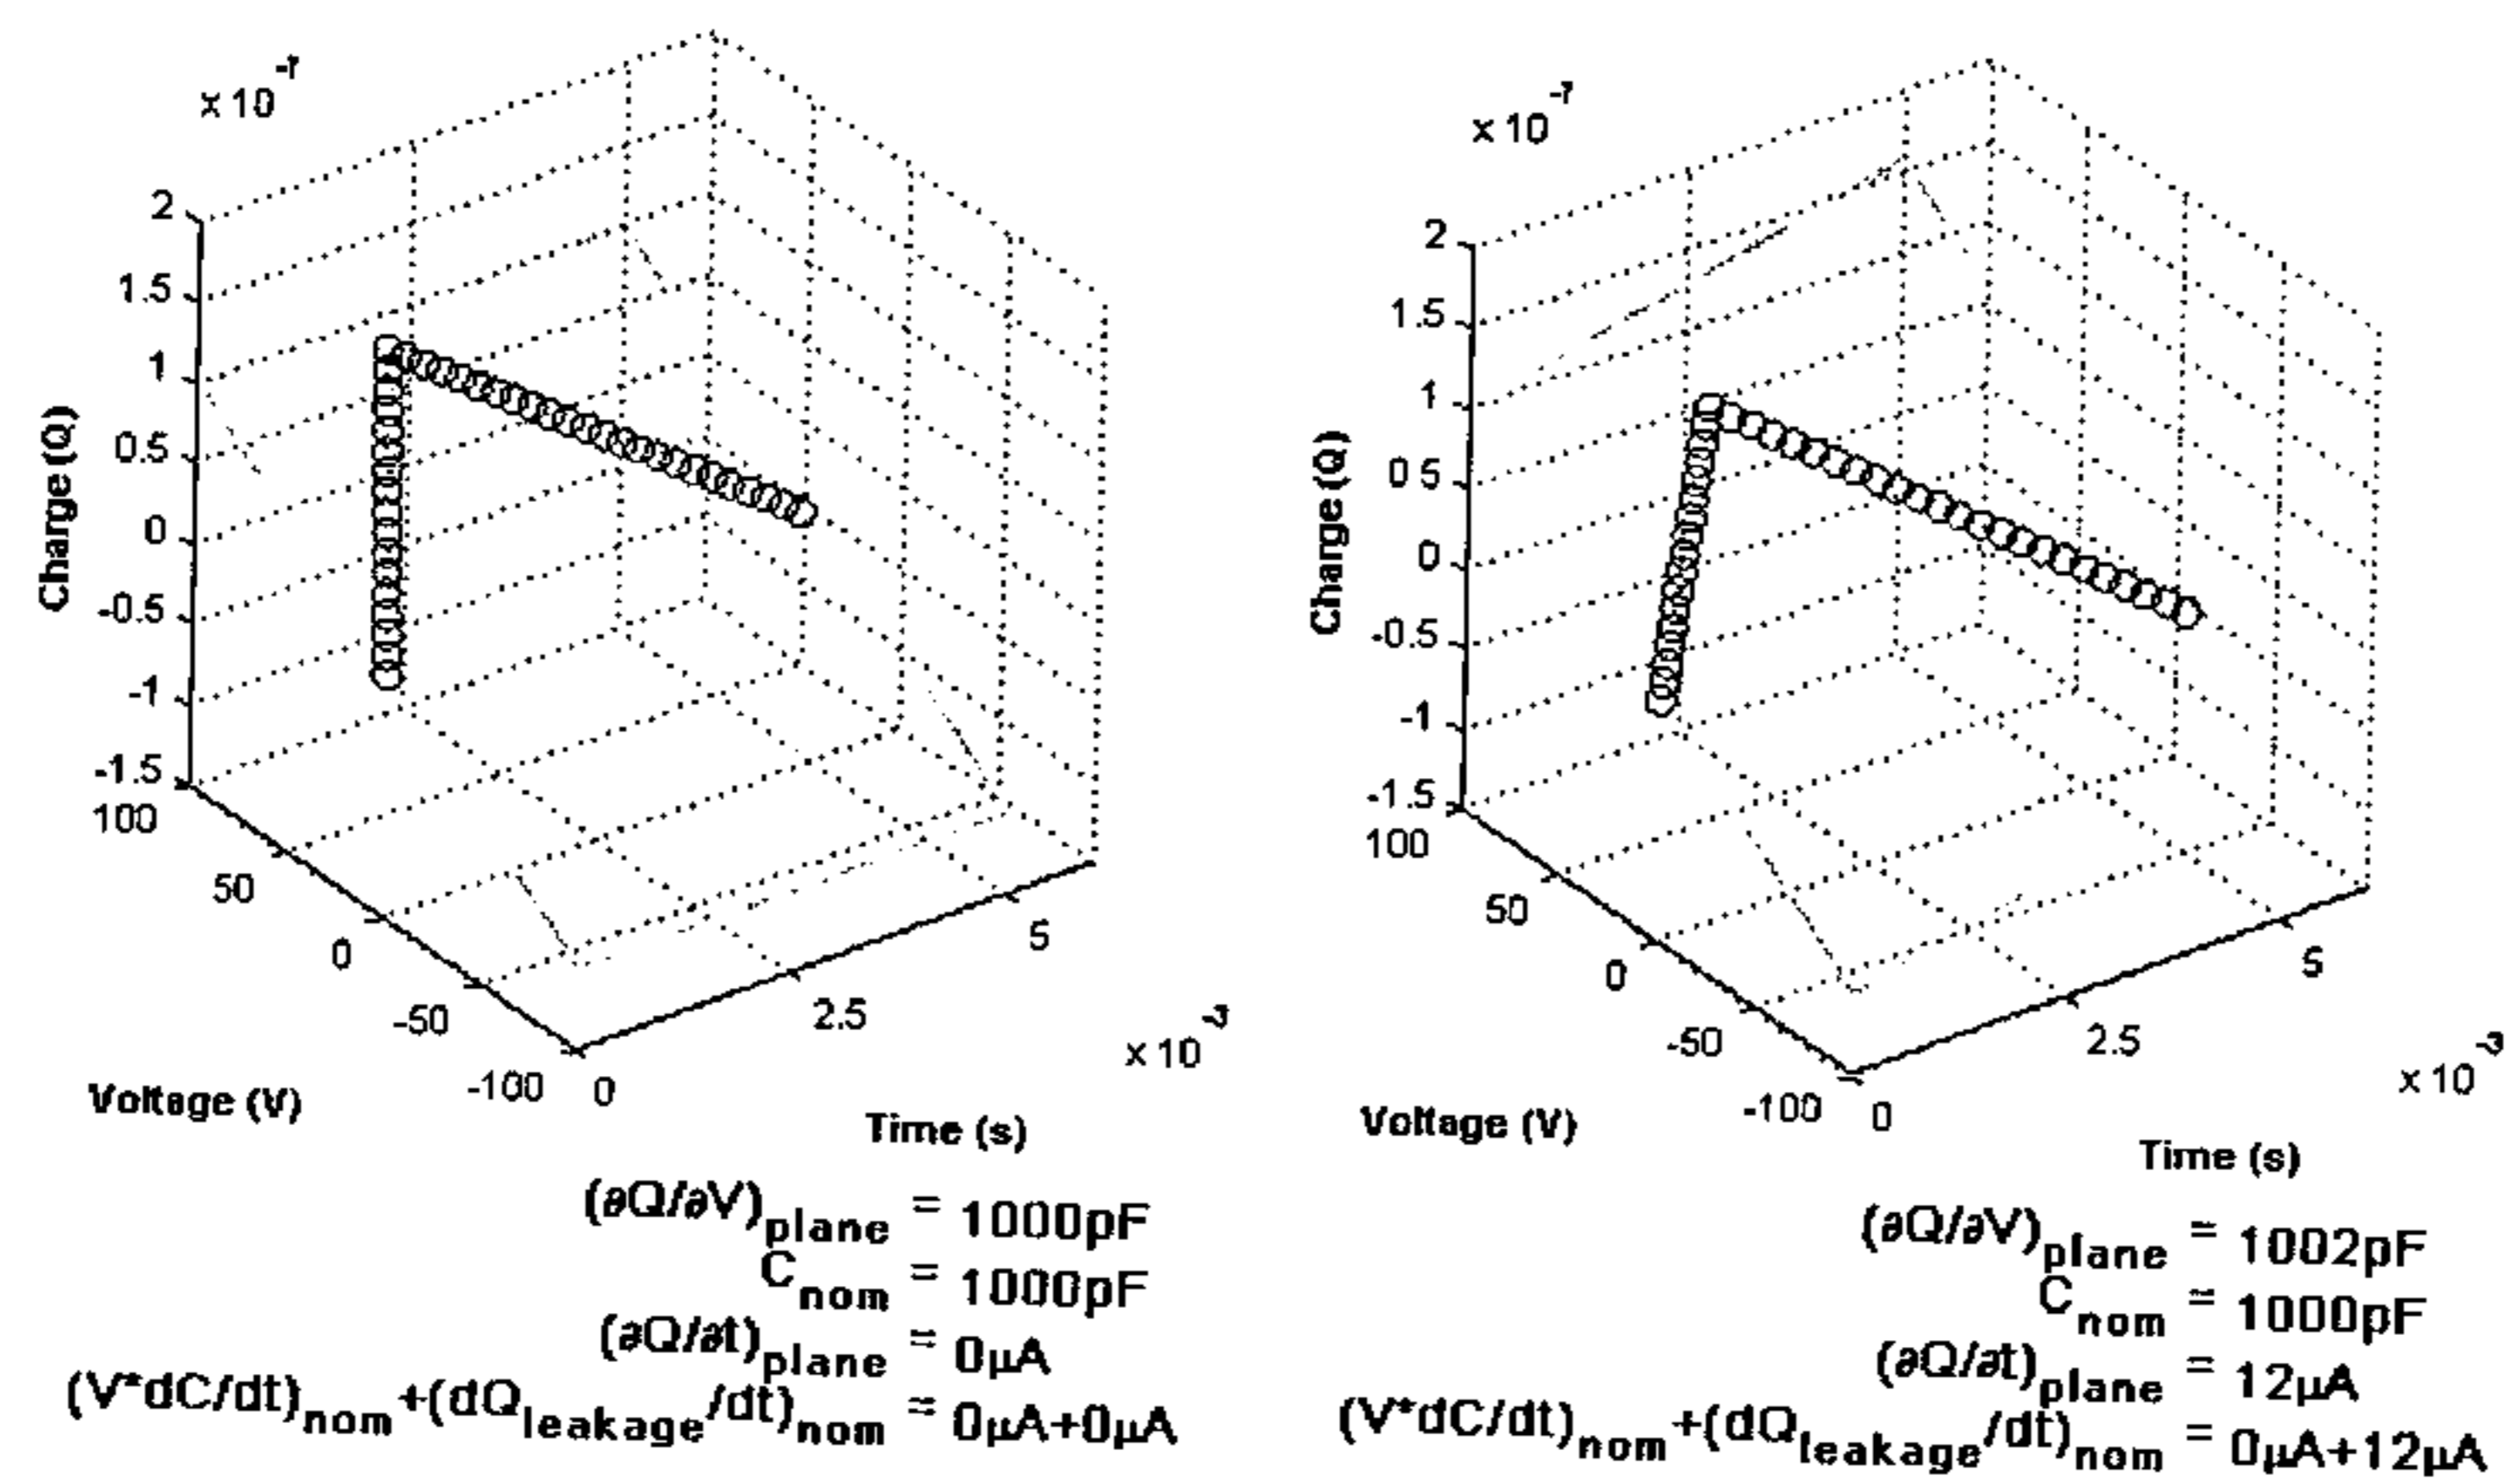 x 10 -7
2
1.5
1
0.5
0
-0.5
-1
-1.5
Charge (Q)
100
50
0
-50
-100
Voltage (V)
0
2.5
5
x 10 -3
Time (s)
(∂Q/∂V)plane = 1000pF
Cnom = 1000pF
(∂Q/∂t)plane = 0µA
(V*dC/dt)nom+(dQleakage/dt)nom = 0µA+0µA
x 10 -7
2
1.5
1
0 5
0
-0.5
-1
-1.5
Charge (Q)
100
50
0
-50
-100
Voltage (V)
0
2.5
5
x 10 -3
Time (s)
(∂Q/∂V)plane = 1002pF
Cnom = 1000pF
(∂Q/∂t)plane = 12µA
(V*dC/dt)nom+(dQleakage/dt)nom = 0µA+12µA